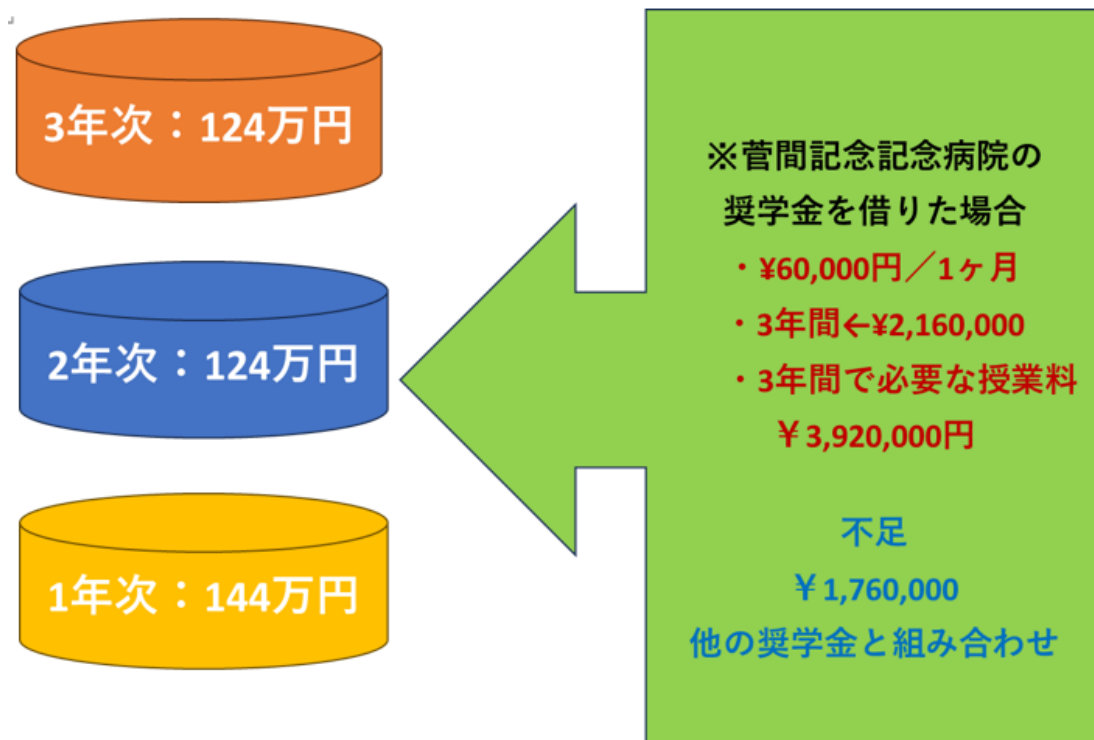 3年次：124万円
2年次：124万円
1年次：144万円
※菅間記念記念病院の
奨学金を借りた場合
・¥60,000円／1ヶ月
・3年間←¥2,160,000
・3年間で必要な授業料
￥3,920,000円
不足
￥1,760,000
他の奨学金と組み合わせ